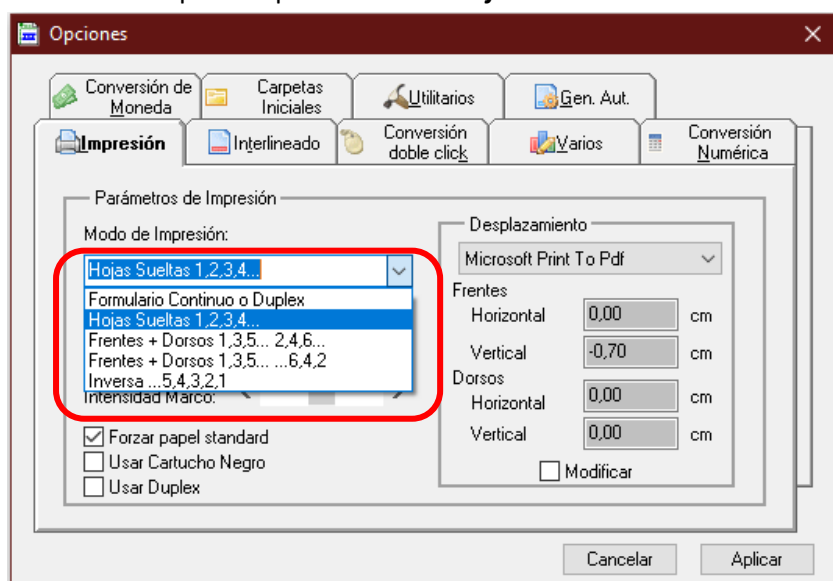 Opciones
Conversión de Moneda
Carpetas Iniciales
Utilitarios
Gen. Aut.
Impresión
Interlineado
Conversión doble click
Varios
Conversión Numérica
Parámetros de Impresión
Modo de Impresión:
Hojas Sueltas 1,2,3,4...
Formulario Continuo o Duplex
Hojas Sueltas 1,2,3,4...
Frentes + Dorsos 1,3,5... 2,4,6...
Frentes + Dorsos 1,3,5... ...6,4,2
Inversa ...5,4,3,2,1
Intensidad Marco:
Forzar papel standard
Usar Cartucho Negro
Usar Duplex
Desplazamiento
Microsoft Print To Pdf
Frentes
Horizontal 0,00 cm
Vertical -0,70 cm
Dorsos
Horizontal 0,00 cm
Vertical 0,00 cm
Modificar
Cancelar
Aplicar